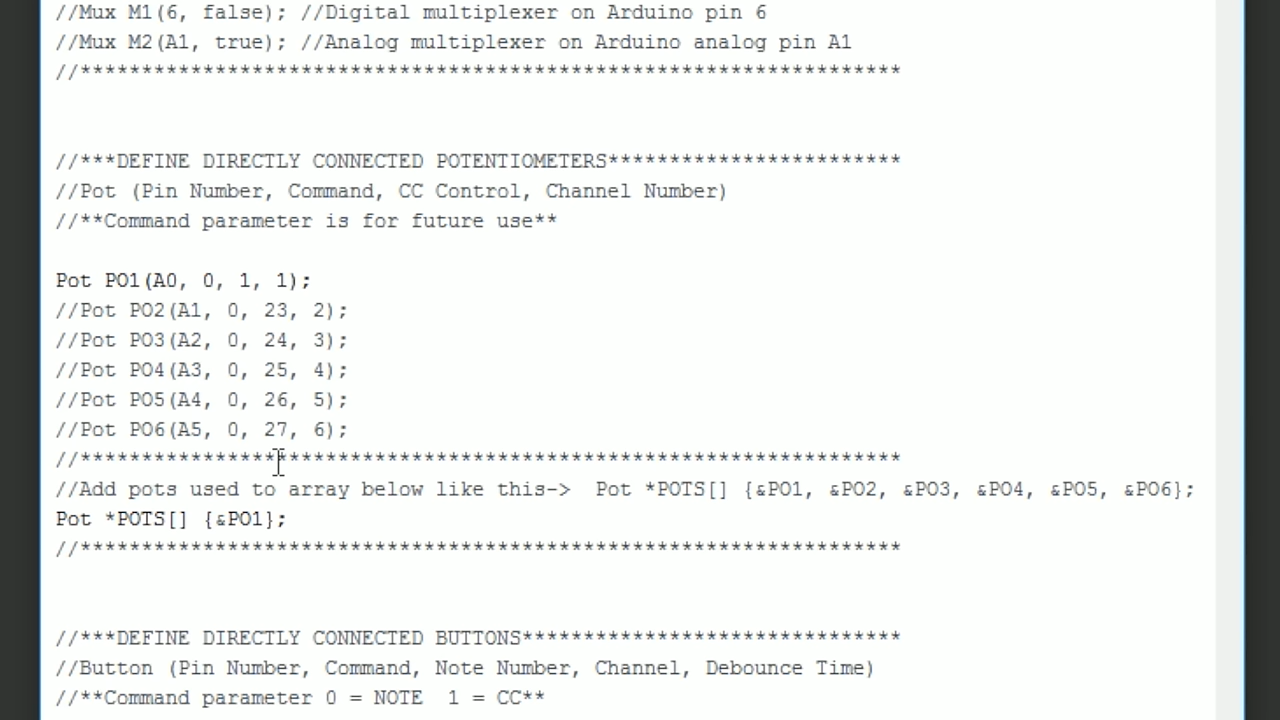 //Mux M1(6, false); //Digital multiplexer on Arduino pin 6
//Mux M2(A1, true); //Analog multiplexer on Arduino analog pin A1
//*******************************************************************
//***DEFINE DIRECTLY CONNECTED POTENTIOMETERS************************
//Pot (Pin Number, Command, CC Control, Channel Number)
//**Command parameter is for future use**
Pot PO1(A0, 0, 1, 1);
//Pot PO2(A1, 0, 23, 2);
//Pot PO3(A2, 0, 24, 3);
//Pot PO4(A3, 0, 25, 4);
//Pot PO5(A4, 0, 26, 5);
//Pot PO6(A5, 0, 27, 6);
//*******************************************************************
//Add pots used to array below like this->  Pot *POTS[] {&PO1, &PO2, &PO3, &PO4, &PO5, &PO6};
Pot *POTS[] {&PO1};
//*******************************************************************
//***DEFINE DIRECTLY CONNECTED BUTTONS*******************************
//Button (Pin Number, Command, Note Number, Channel, Debounce Time)
//**Command parameter 0 = NOTE  1 = CC**